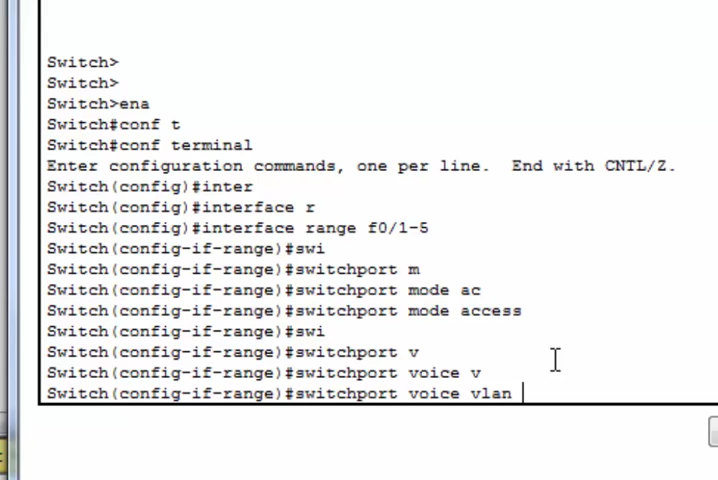 Switch>
Switch>
Switch>ena
Switch#conf t
Switch#conf terminal
Enter configuration commands, one per line.  End with CNTL/Z.
Switch(config)#inter
Switch(config)#interface r
Switch(config)#interface range f0/1-5
Switch(config-if-range)#swi
Switch(config-if-range)#switchport m
Switch(config-if-range)#switchport mode ac
Switch(config-if-range)#switchport mode access
Switch(config-if-range)#swi
Switch(config-if-range)#switchport v
Switch(config-if-range)#switchport voice v
Switch(config-if-range)#switchport voice vlan